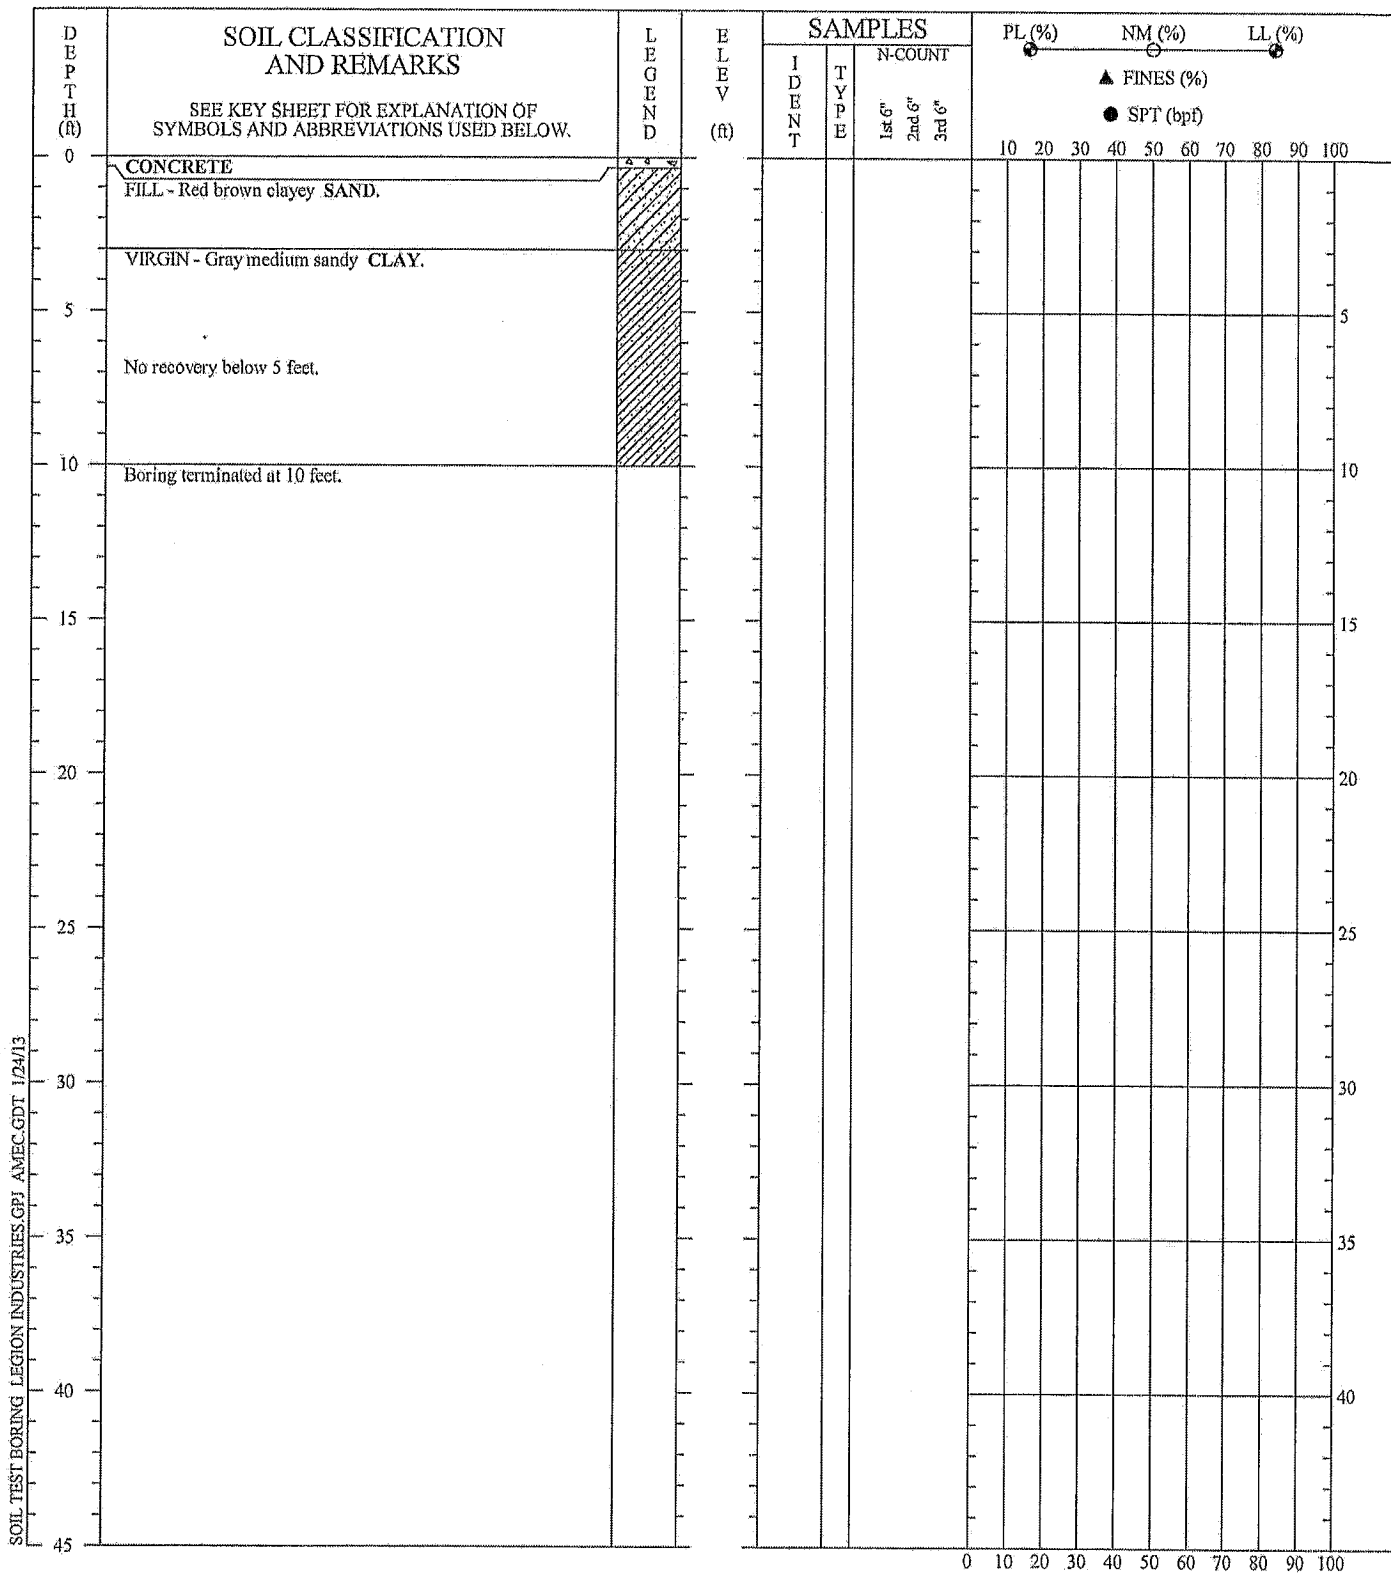 DEPTH
(ft)
SOIL CLASSIFICATION
AND REMARKS
SEE KEY SHEET FOR EXPLANATION OF
SYMBOLS AND ABBREVIATIONS USED BELOW.
LEGEND
ELEV
(ft)
SAMPLES
IDENT
TYPE
N-COUNT
1st 6"
2nd 6"
3rd 6"
PL (%) NM (%) LL (%)
▲ FINES (%)
● SPT (bpf)
10 20 30 40 50 60 70 80 90 100
0
CONCRETE
FILL - Red brown clayey SAND.
VIRGIN - Gray medium sandy CLAY.
5 5
No recovery below 5 feet.
10 10
Boring terminated at 10 feet.
15 15
20 20
25 25
30 30
35 35
40 40
45
0 10 20 30 40 50 60 70 80 90 100
SOIL TEST BORING LEGION INDUSTRIES.GPJ AMEC.GDT 1/24/13